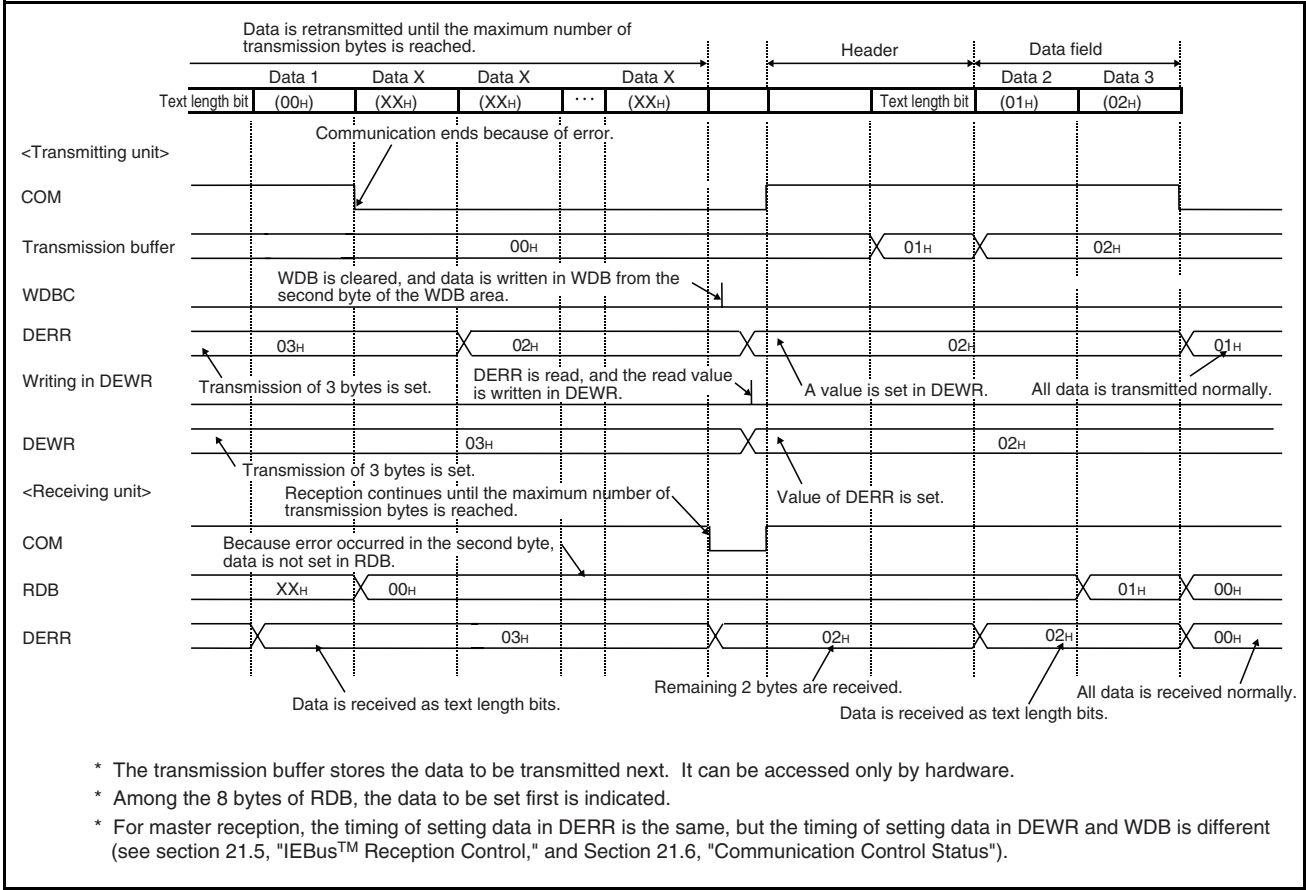 Data is retransmitted until the maximum number of
transmission bytes is reached.
Header
Data field
Data 1
Data X
Data X
Data X
Data 2
Data 3
Text length bit
(00H)
(XXH)
(XXH)
...
(XXH)
Text length bit
(01H)
(02H)
Communication ends because of error.
<Transmitting unit>
COM
Transmission buffer
00H
01H
02H
WDB is cleared, and data is written in WDB from the
second byte of the WDB area.
WDBC
DERR
03H
02H
02H
01H
Writing in DEWR
Transmission of 3 bytes is set.
DERR is read, and the read value
is written in DEWR.
A value is set in DEWR.
All data is transmitted normally.
DEWR
03H
02H
Transmission of 3 bytes is set.
<Receiving unit>
Reception continues until the maximum number of
transmission bytes is reached.
Value of DERR is set.
COM
Because error occurred in the second byte,
data is not set in RDB.
RDB
XXH
00H
01H
00H
DERR
03H
02H
02H
00H
Data is received as text length bits.
Remaining 2 bytes are received.
Data is received as text length bits.
All data is received normally.
* The transmission buffer stores the data to be transmitted next. It can be accessed only by hardware.
* Among the 8 bytes of RDB, the data to be set first is indicated.
* For master reception, the timing of setting data in DERR is the same, but the timing of setting data in DEWR and WDB is different
(see section 21.5, "IEBus™ Reception Control," and Section 21.6, "Communication Control Status").